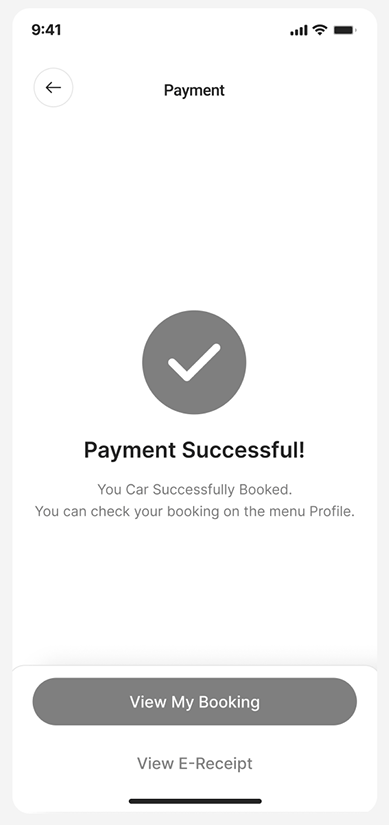 9:41
Payment
Payment Successful!
You Car Successfully Booked.
You can check your booking on the menu Profile.
View My Booking
View E-Receipt